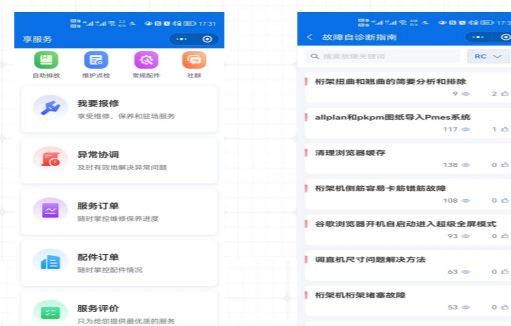 17:31
享服务
自助排故
维护点检
常规配件
社群
我要报修
享受维修、保养和驻场服务
异常协调
及时有效地解决异常问题
服务订单
随时掌控维修保养进度
配件订单
随时掌控配件情况
服务评价
只为给您提供最优质的服务
17:3
故障自诊断指南
搜索故障关键词
RC
桁架扭曲和翘曲的简要分析和排除
9 2
allplan和pkpm图纸导入Pmes系统
117 1
清理浏览器缓存
138 0
桁架机侧筋容易卡筋错筋故障
108 0
谷歌浏览器开机自启动进入超级全屏模式
93 0
调直机尺寸问题解决方法
63 0
桁架机桁架堵塞故障
53 0